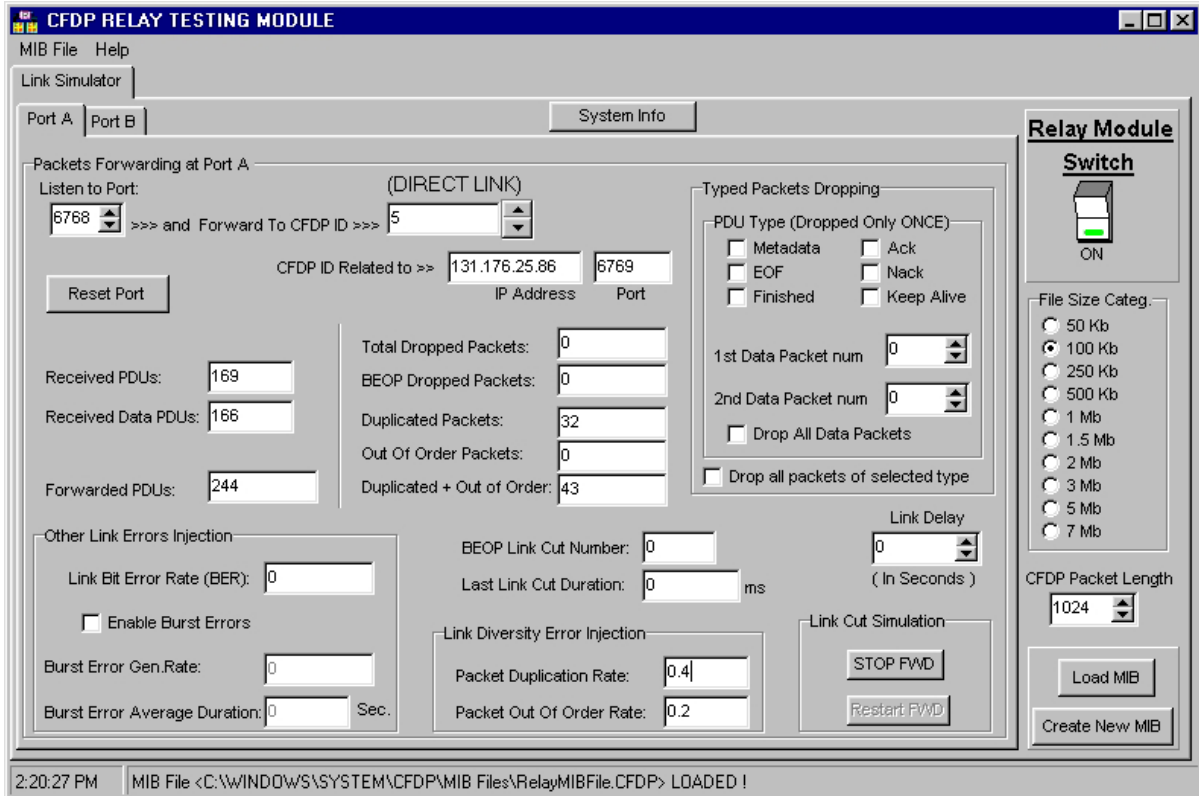 CFDP RELAY TESTING MODULE
MIB File Help
Link Simulator
Port A Port B
System Info
Packets Forwarding at Port A
Listen to Port:
(DIRECT LINK)
6768 >>> and Forward To CFDP ID >>> 5
CFDP ID Related to >> 131.176.25.86 6769
IP Address Port
Reset Port
Received PDUs: 169
Received Data PDUs: 166
Forwarded PDUs: 244
Total Dropped Packets: 0
BEOP Dropped Packets: 0
Duplicated Packets: 32
Out Of Order Packets: 0
Duplicated + Out of Order: 43
Typed Packets Dropping
PDU Type (Dropped Only ONCE)
Metadata Ack
EOF Nack
Finished Keep Alive
1st Data Packet num 0
2nd Data Packet num 0
Drop All Data Packets
Drop all packets of selected type
Other Link Errors Injection
Link Bit Error Rate (BER): 0
Enable Burst Errors
Burst Error Gen.Rate: 0
Burst Error Average Duration: 0 Sec.
BEOP Link Cut Number: 0
Last Link Cut Duration: 0 ms
Link Delay
0
( In Seconds )
Link Diversity Error Injection
Packet Duplication Rate: 0.4
Packet Out Of Order Rate: 0.2
Link Cut Simulation
STOP FWD
Restart FWD
Relay Module
Switch
ON
File Size Categ.
50 Kb
100 Kb
250 Kb
500 Kb
1 Mb
1.5 Mb
2 Mb
3 Mb
5 Mb
7 Mb
CFDP Packet Length
1024
Load MIB
Create New MIB
2:20:27 PM MIB File <C:\WINDOWS\SYSTEM\CFDP\MIB Files\RelayMIBFile.CFDP> LOADED !